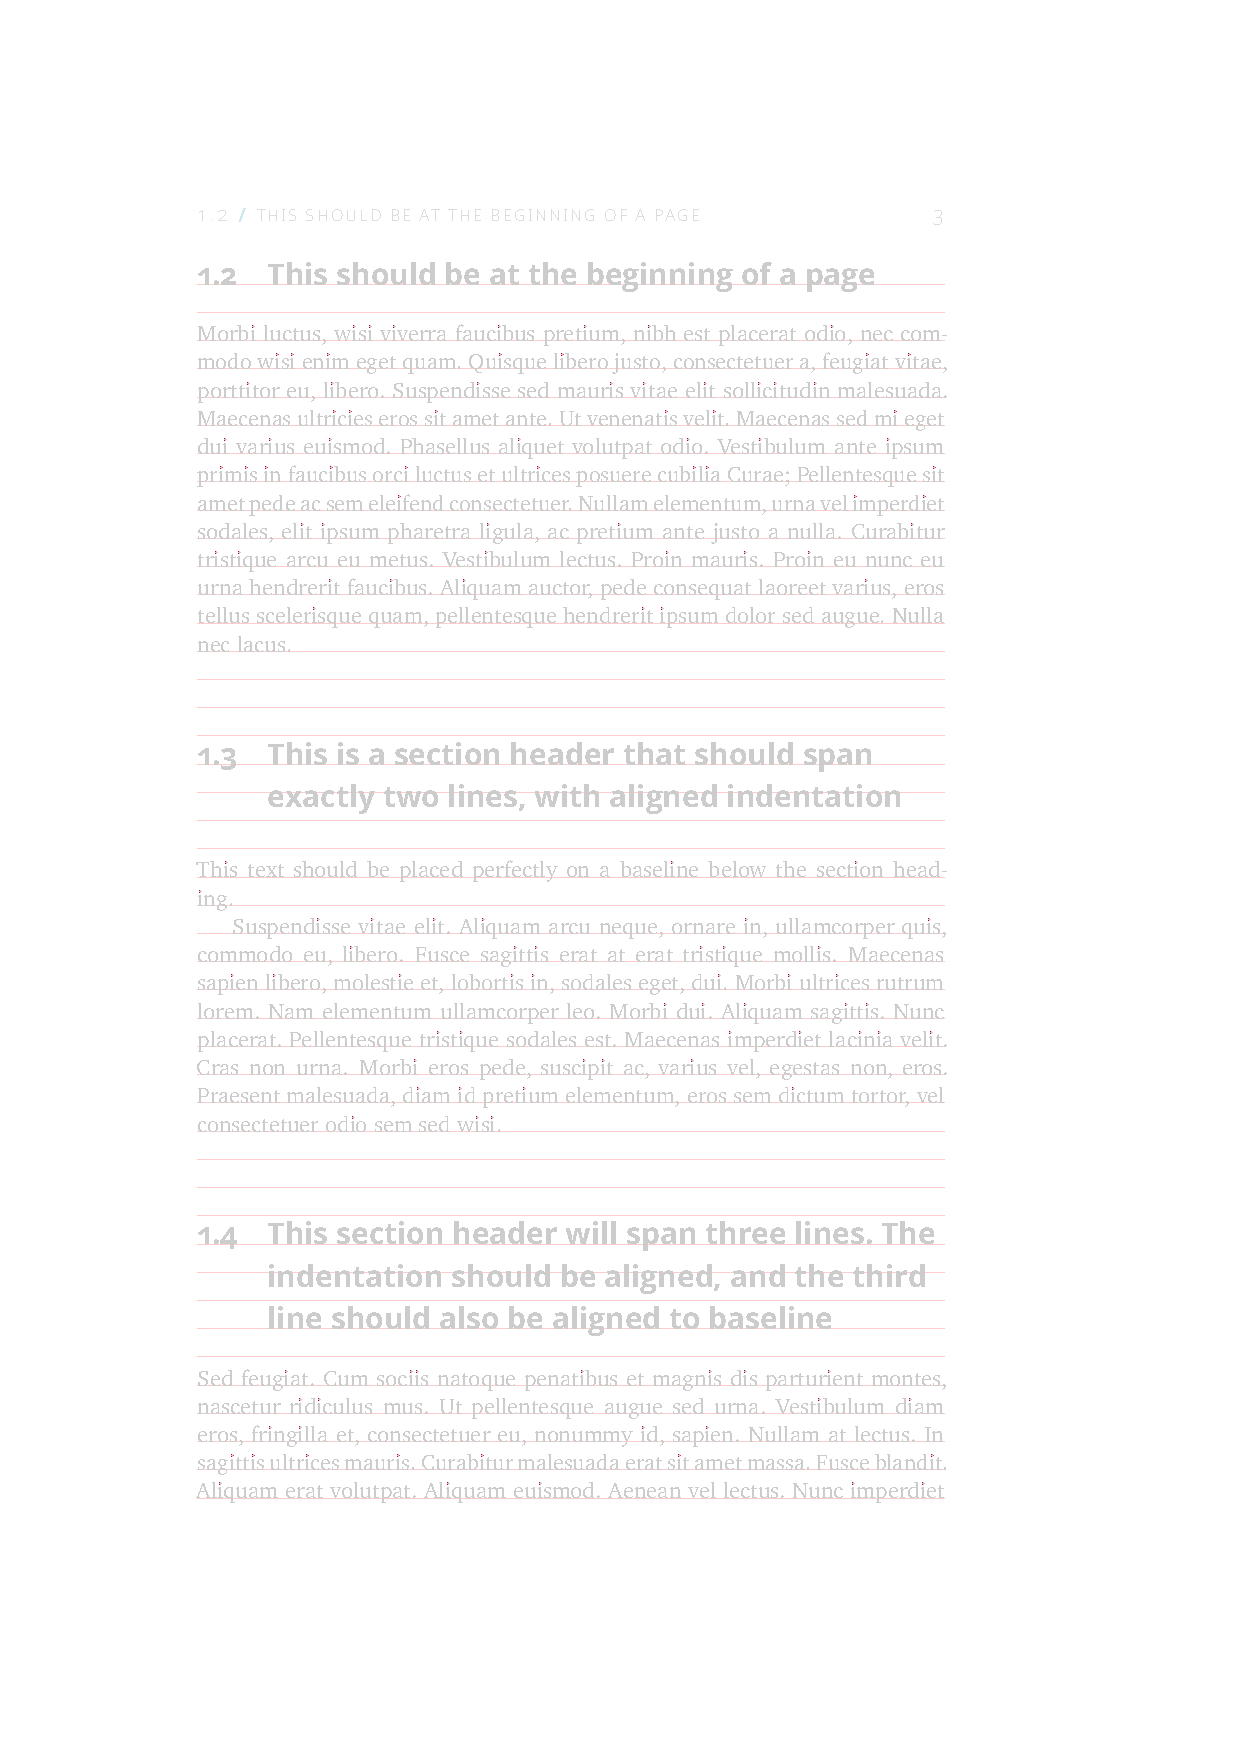 1.2 / THIS SHOULD BE AT THE BEGINNING OF A PAGE 3
1.2 This should be at the beginning of a page
Morbi luctus, wisi viverra faucibus pretium, nibh est placerat odio, nec com-
modo wisi enim eget quam. Quisque libero justo, consectetuer a, feugiat vitae,
porttitor eu, libero. Suspendisse sed mauris vitae elit sollicitudin malesuada.
Maecenas ultricies eros sit amet ante. Ut venenatis velit. Maecenas sed mi eget
dui varius euismod. Phasellus aliquet volutpat odio. Vestibulum ante ipsum
primis in faucibus orci luctus et ultrices posuere cubilia Curae; Pellentesque sit
amet pede ac sem eleifend consectetuer. Nullam elementum, urna vel imperdiet
sodales, elit ipsum pharetra ligula, ac pretium ante justo a nulla. Curabitur
tristique arcu eu metus. Vestibulum lectus. Proin mauris. Proin eu nunc eu
urna hendrerit faucibus. Aliquam auctor, pede consequat laoreet varius, eros
tellus scelerisque quam, pellentesque hendrerit ipsum dolor sed augue. Nulla
nec lacus.
1.3 This is a section header that should span
exactly two lines, with aligned indentation
This text should be placed perfectly on a baseline below the section head-
ing.
Suspendisse vitae elit. Aliquam arcu neque, ornare in, ullamcorper quis,
commodo eu, libero. Fusce sagittis erat at erat tristique mollis. Maecenas
sapien libero, molestie et, lobortis in, sodales eget, dui. Morbi ultrices rutrum
lorem. Nam elementum ullamcorper leo. Morbi dui. Aliquam sagittis. Nunc
placerat. Pellentesque tristique sodales est. Maecenas imperdiet lacinia velit.
Cras non urna. Morbi eros pede, suscipit ac, varius vel, egestas non, eros.
Praesent malesuada, diam id pretium elementum, eros sem dictum tortor, vel
consectetuer odio sem sed wisi.
1.4 This section header will span three lines. The
indentation should be aligned, and the third
line should also be aligned to baseline
Sed feugiat. Cum sociis natoque penatibus et magnis dis parturient montes,
nascetur ridiculus mus. Ut pellentesque augue sed urna. Vestibulum diam
eros, fringilla et, consectetuer eu, nonummy id, sapien. Nullam at lectus. In
sagittis ultrices mauris. Curabitur malesuada erat sit amet massa. Fusce blandit.
Aliquam erat volutpat. Aliquam euismod. Aenean vel lectus. Nunc imperdiet